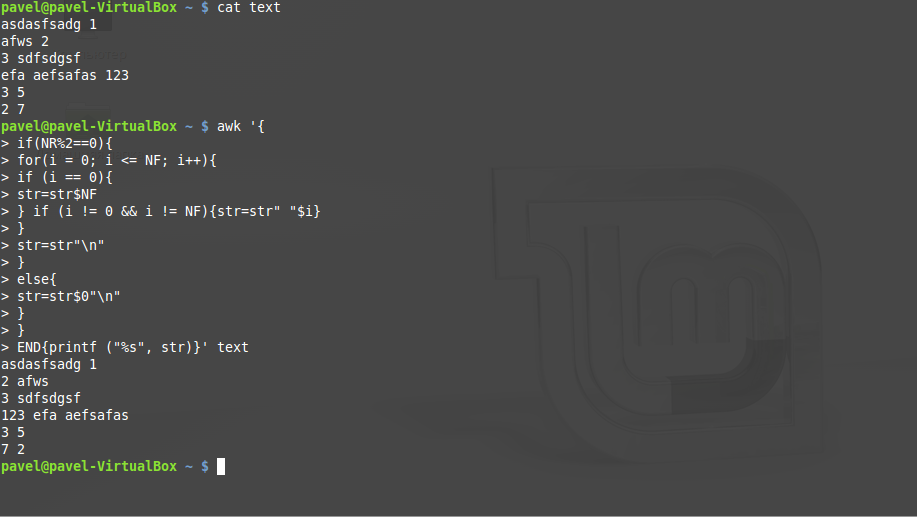 pavel@pavel-VirtualBox ~ $ cat text
asdasfsadg 1
afws 2
3 sdfsdgsf
efa aefsafas 123
3 5
2 7
pavel@pavel-VirtualBox ~ $ awk '{
> if(NR%2==0){
> for(i = 0; i <= NF; i++){
> if (i == 0){
> str=str$NF
> } if (i != 0 && i != NF){str=str" "$i}
> }
> str=str"\n"
> }
> else{
> str=str$0"\n"
> }
> }
> END{printf ("%s", str)}' text
asdasfsadg 1
2 afws
3 sdfsdgsf
123 efa aefsafas
3 5
7 2
pavel@pavel-VirtualBox ~ $